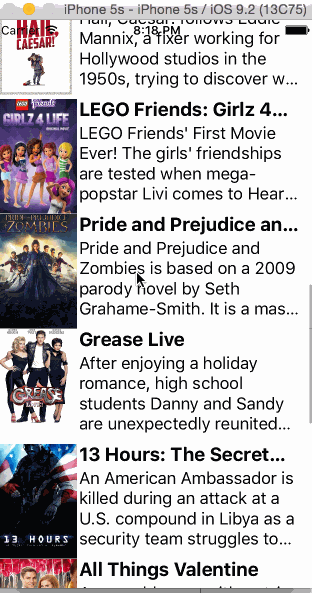 iPhone 5s - iPhone 5s / iOS 9.2 (13C75)
Carrier 8:18 PM
Hail, Caesar! follows Eddie
Mannix, a fixer working for
Hollywood studios in the
1950s, trying to discover w...
HAIL,
CAESAR!
LEGO Friends: Girlz 4...
LEGO Friends' First Movie
Ever! The girls' friendships
are tested when mega-
popstar Livi comes to Hear...
LEGO friends
GIRLZ 4 LIFE
Pride and Prejudice an...
Pride and Prejudice and
Zombies is based on a 2009
parody novel by Seth
Grahame-Smith. It is a mas...
PRIDE AND PREJUDICE
ZOMBIES
Grease Live
After enjoying a holiday
romance, high school
students Danny and Sandy
are unexpectedly reunited...
GREASE
13 Hours: The Secret...
An American Ambassador is
killed during an attack at a
U.S. compound in Libya as a
security team struggles to...
13 HOURS
All Things Valentine